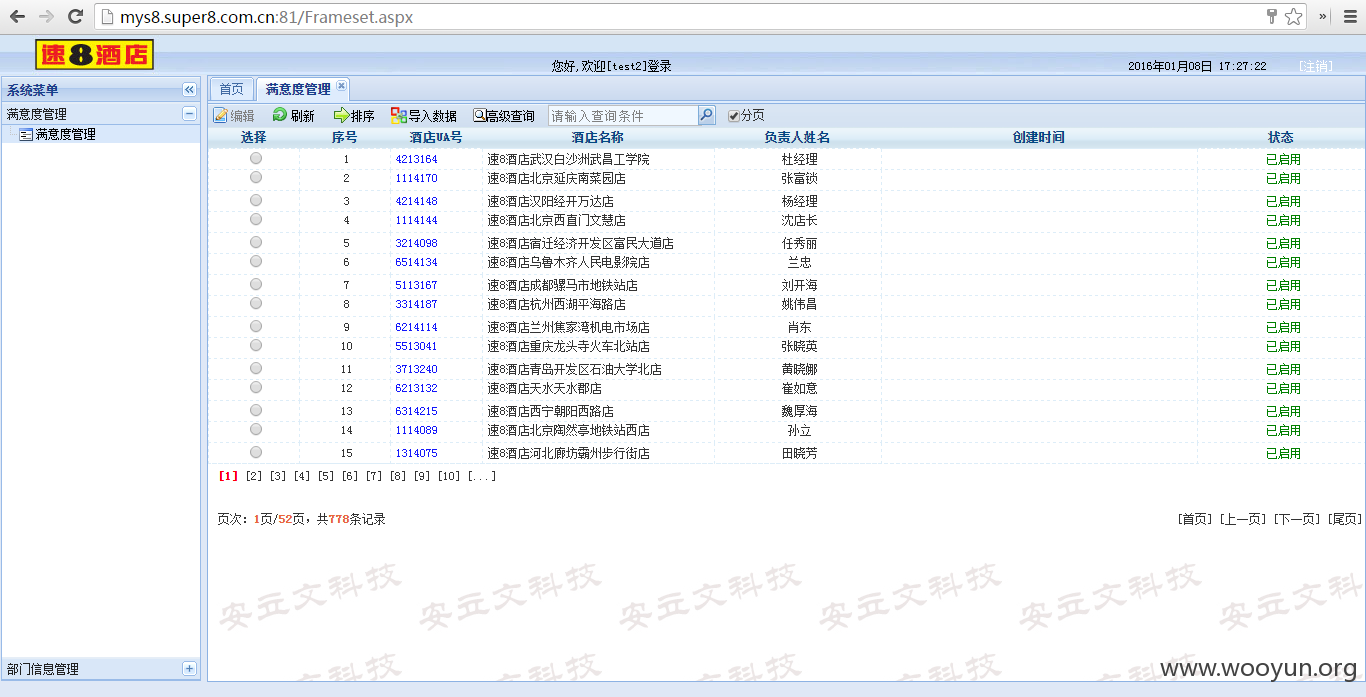 mys8.super8.com.cn:81/Frameset.aspx
速8酒店
您好,欢迎[test2]登录
2016年01月08日 17:27:22 [注销]
系统菜单
满意度管理
满意度管理
部门信息管理
首页 满意度管理
编辑 刷新 排序 导入数据 高级查询 请输入查询条件 分页
选择 序号 酒店UA号 酒店名称 负责人姓名 创建时间 状态
1 4213164 速8酒店武汉白沙洲武昌工学院 杜经理 已启用
2 1114170 速8酒店北京延庆南菜园店 张富锁 已启用
3 4214148 速8酒店汉阳经开万达店 杨经理 已启用
4 1114144 速8酒店北京西直门文慧店 沈店长 已启用
5 3214098 速8酒店宿迁经济开发区富民大道店 任秀丽 已启用
6 6514134 速8酒店乌鲁木齐人民电影院店 兰忠 已启用
7 5113167 速8酒店成都骡马市地铁站店 刘开海 已启用
8 3314187 速8酒店杭州西湖平海路店 姚伟昌 已启用
9 6214114 速8酒店兰州焦家湾机电市场店 肖东 已启用
10 5513041 速8酒店重庆龙头寺火车北站店 张晓英 已启用
11 3713240 速8酒店青岛开发区石油大学北店 黄晓娜 已启用
12 6213132 速8酒店天水天水郡店 崔如意 已启用
13 6314215 速8酒店西宁朝阳西路店 魏厚海 已启用
14 1114089 速8酒店北京陶然亭地铁站西店 孙立 已启用
15 1314075 速8酒店河北廊坊霸州步行街店 田晓芳 已启用
[1] [2] [3] [4] [5] [6] [7] [8] [9] [10] [...]
页次：1页/52页，共778条记录 [首页] [上一页] [下一页] [尾页]
安元文科技 安元文科技 安元文科技 安元文科技 安元文科技 安元文科
www.wooyun.org